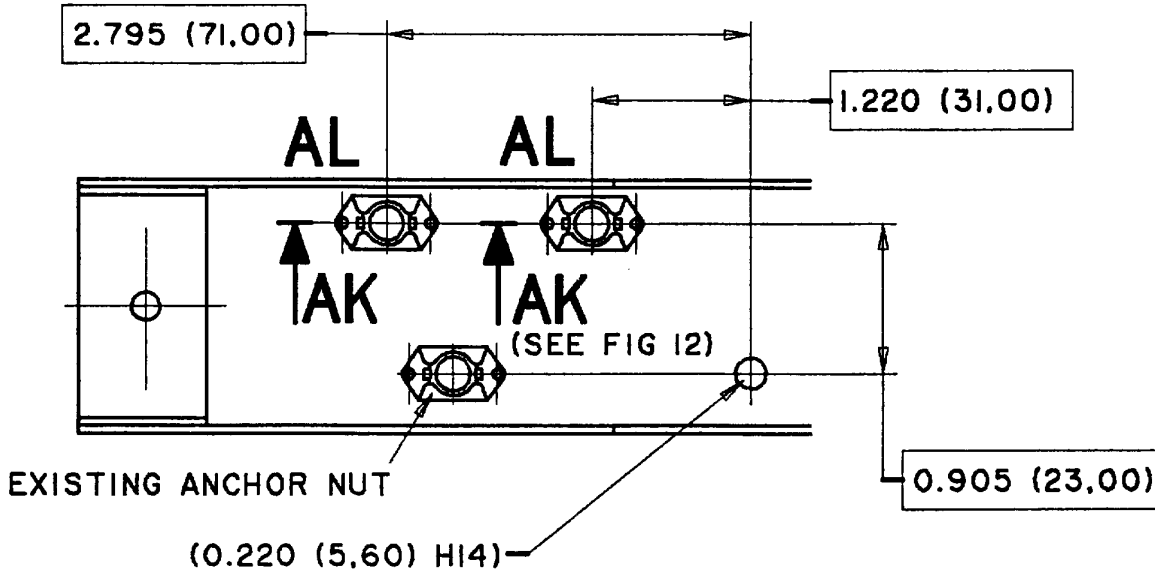 2.795 (71,00)
1.220 (31,00)
AL AL
AK AK
(SEE FIG 12)
EXISTING ANCHOR NUT
0.905 (23,00)
(0.220 (5,60) H14)